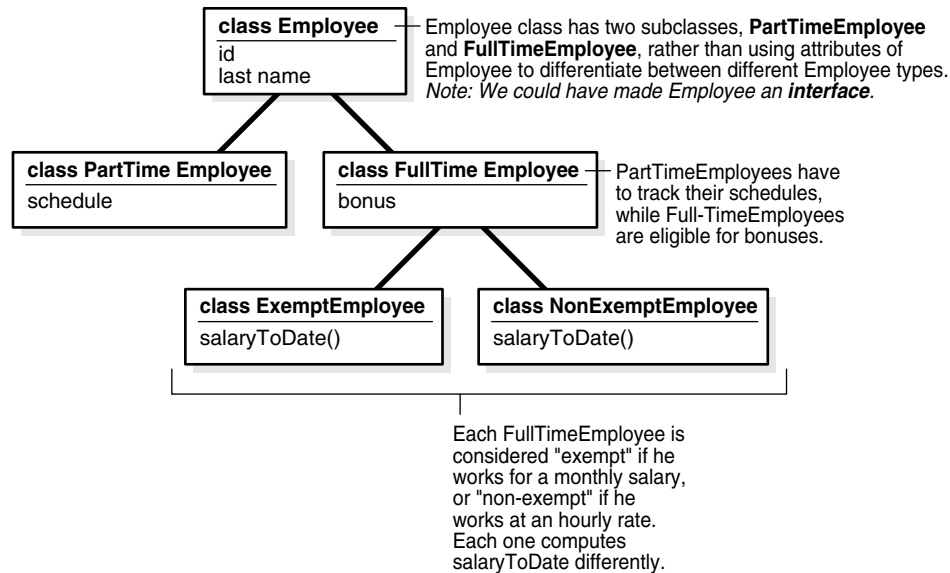 class Employee
id
last name
Employee class has two subclasses, PartTimeEmployee
and FullTimeEmployee, rather than using attributes of
Employee to differentiate between different Employee types.
Note: We could have made Employee an interface.
class PartTime Employee
schedule
class FullTime Employee
bonus
PartTimeEmployees have
to track their schedules,
while Full-TimeEmployees
are eligible for bonuses.
class ExemptEmployee
salaryToDate()
class NonExemptEmployee
salaryToDate()
Each FullTimeEmployee is
considered "exempt" if he
works for a monthly salary,
or "non-exempt" if he
works at an hourly rate.
Each one computes
salaryToDate differently.